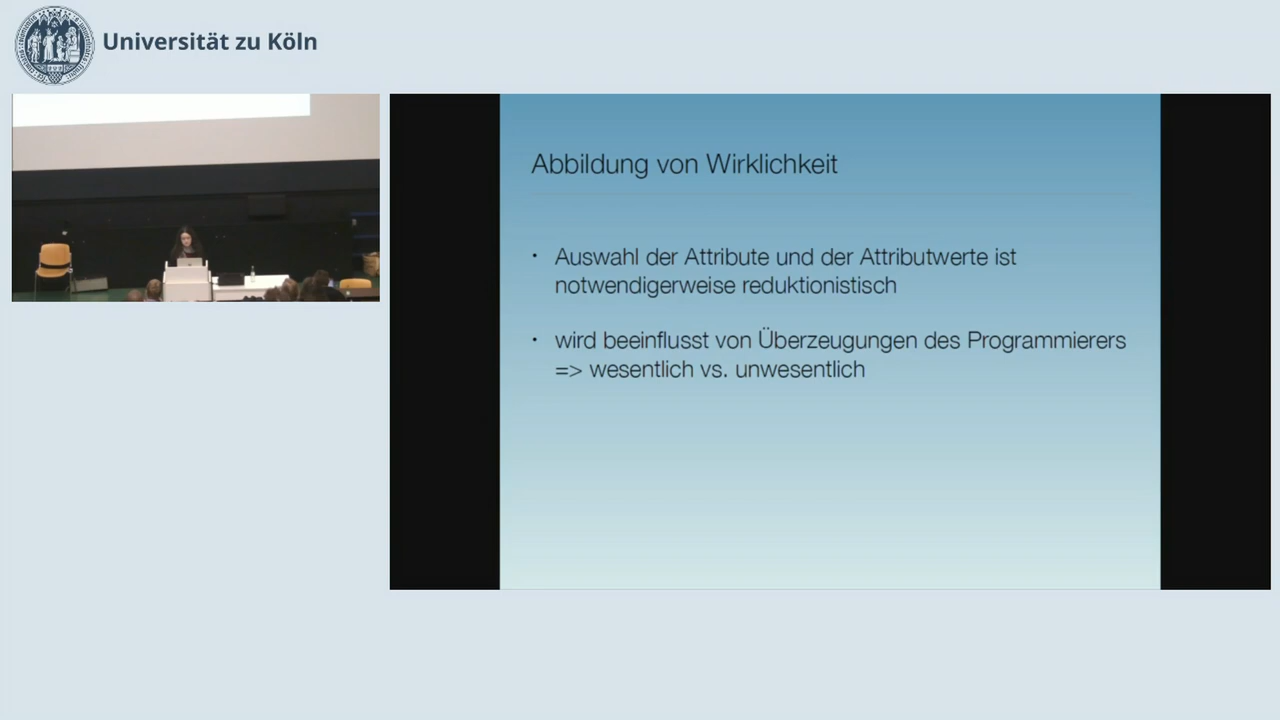 Universität zu Köln
Abbildung von Wirklichkeit
· Auswahl der Attribute und der Attributwerte ist
notwendigerweise reduktionistisch
· wird beeinflusst von Überzeugungen des Programmierers
=> wesentlich vs. unwesentlich